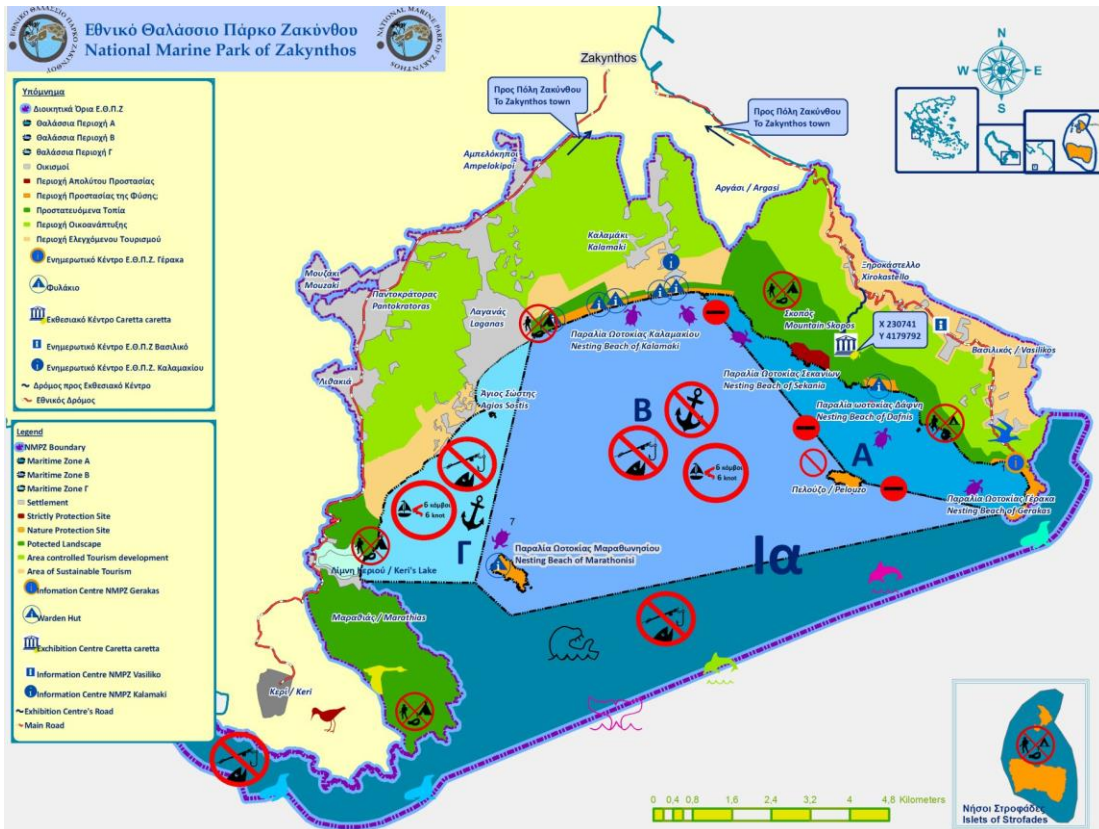 Εθνικό Θαλάσσιο Πάρκο Ζακύνθου
National Marine Park of Zakynthos
Zakynthos
N
W E
S
Προς Πόλη Ζακύνθου
To Zakynthos town
Προς Πόλη Ζακύνθου
To Zakynthos town
Υπόμνημα
Διοικητικά Όρια Ε.Θ.Π.Ζ
Θαλάσσια Περιοχή Α
Θαλάσσια Περιοχή Β
θαλάσσια Περιοχή Γ
Οικισμοί
Περιοχή Απολύτου Προστασίας
Περιοχή Προστασίας της Φύσης;
Προστατευόμενα Τοπία
Περιοχή Οικοανάπτυξης
Περιοχή Ελεγχόμενου Τουρισμού
Ενημερωτικό Κέντρο Ε.Θ.Π.Ζ. Γέρακα
Φυλάκιο
Εκθεσιακό Κέντρο Caretta caretta
Ενημερωτικό Κέντρο Ε.Θ.Π.Ζ Βασιλικό
Ενημερωτικό Κέντρο Ε.Θ.Π.Ζ. Καλαμακίου
Δρόμος προς Εκθεσιακό Κέντρο
Εθνικός Δρόμος
Legend
NMPZ Boundary
Maritime Zone A
Maritime Zone B
Maritime Zone Γ
Settlement
Strictly Protection Site
Nature Protection Site
Potected Landscape
Area controlled Tourism development
Area of Sustainable Tourism
Infomation Centre NMPZ Gerakas
Warden Hut
Exchibition Centre Caretta caretta
Information Centre NMPZ Vasiliko
Information Centre NMPZ Kalamaki
Exhibition Centre's Road
Main Road
Αμπελόκηποι
Ampelokipoi
Αργάσι / Argasi
Καλαμάκι
Kalamaki
Μουζάκι
Mouzaki
Παντοκράτορας
Pantokratoras
Λαγανάς
Laganas
Ξηροκάστελλο
Xirokastello
Σκοπός
Mountain Skopos
X 230741
Y 4179792
Βασιλικός / Vasilikos
Παραλία Ωοτοκίας Καλαμακίου
Nesting Beach of Kalamaki
Παραλία Ωοτοκίας Σεκανίων
Nesting Beach of Sekania
Παραλία ωοτοκίας Δάφνη
Nesting Beach of Dafnis
Λιθακιά
Άγιος Σώστης
Agios Sostis
B
A
6 κόμβοι
6 knot
6 κόμβοι
6 knot
Πελούζο / Pelouzo
Παραλία Ωοτοκίας Γέρακα
Nesting Beach of Gerakas
7
Γ
Παραλία Ωοτοκίας Μαραθωνησίου
Nesting Beach of Marathonisi
Ια
Λίμνη Κεριού / Keri's Lake
Μαραθιάς / Marathias
Κερί / Keri
0 0,4 0,8 1,6 2,4 3,2 4 4,8 Kilometers
Νήσοι Στροφάδες
Islets of Strofades